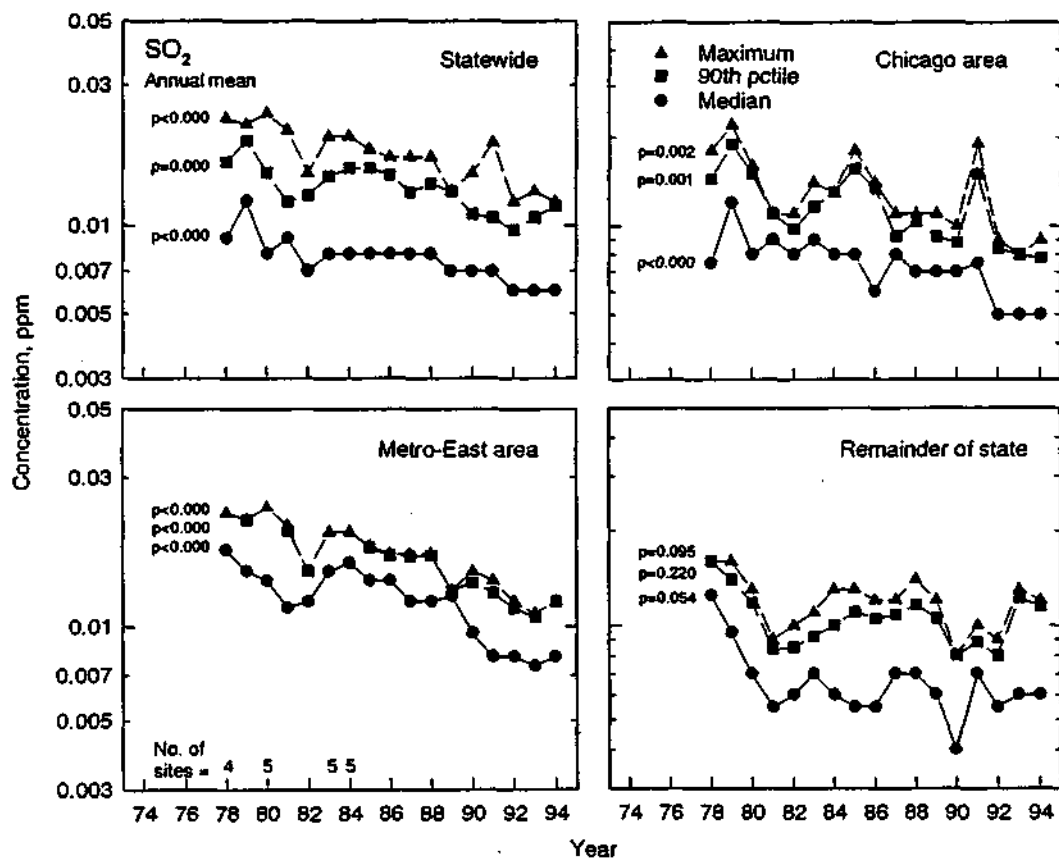 SO2
Annual mean
Statewide
p<0.000
p=0.000
p<0.000
Maximum
90th pctile
Median
Chicago area
p=0.002
p=0.001
p<0.000
Metro-East area
p<0.000
p<0.000
p<0.000
No. of
sites = 4 5 5 5
Remainder of state
p=0.095
p=0.220
p=0.054
Concentration, ppm
0.05
0.03
0.01
0.007
0.005
0.003
0.05
0.03
0.01
0.007
0.005
0.003
74 76 78 80 82 84 86 88 90 92 94
74 76 78 80 82 84 86 88 90 92 94
Year